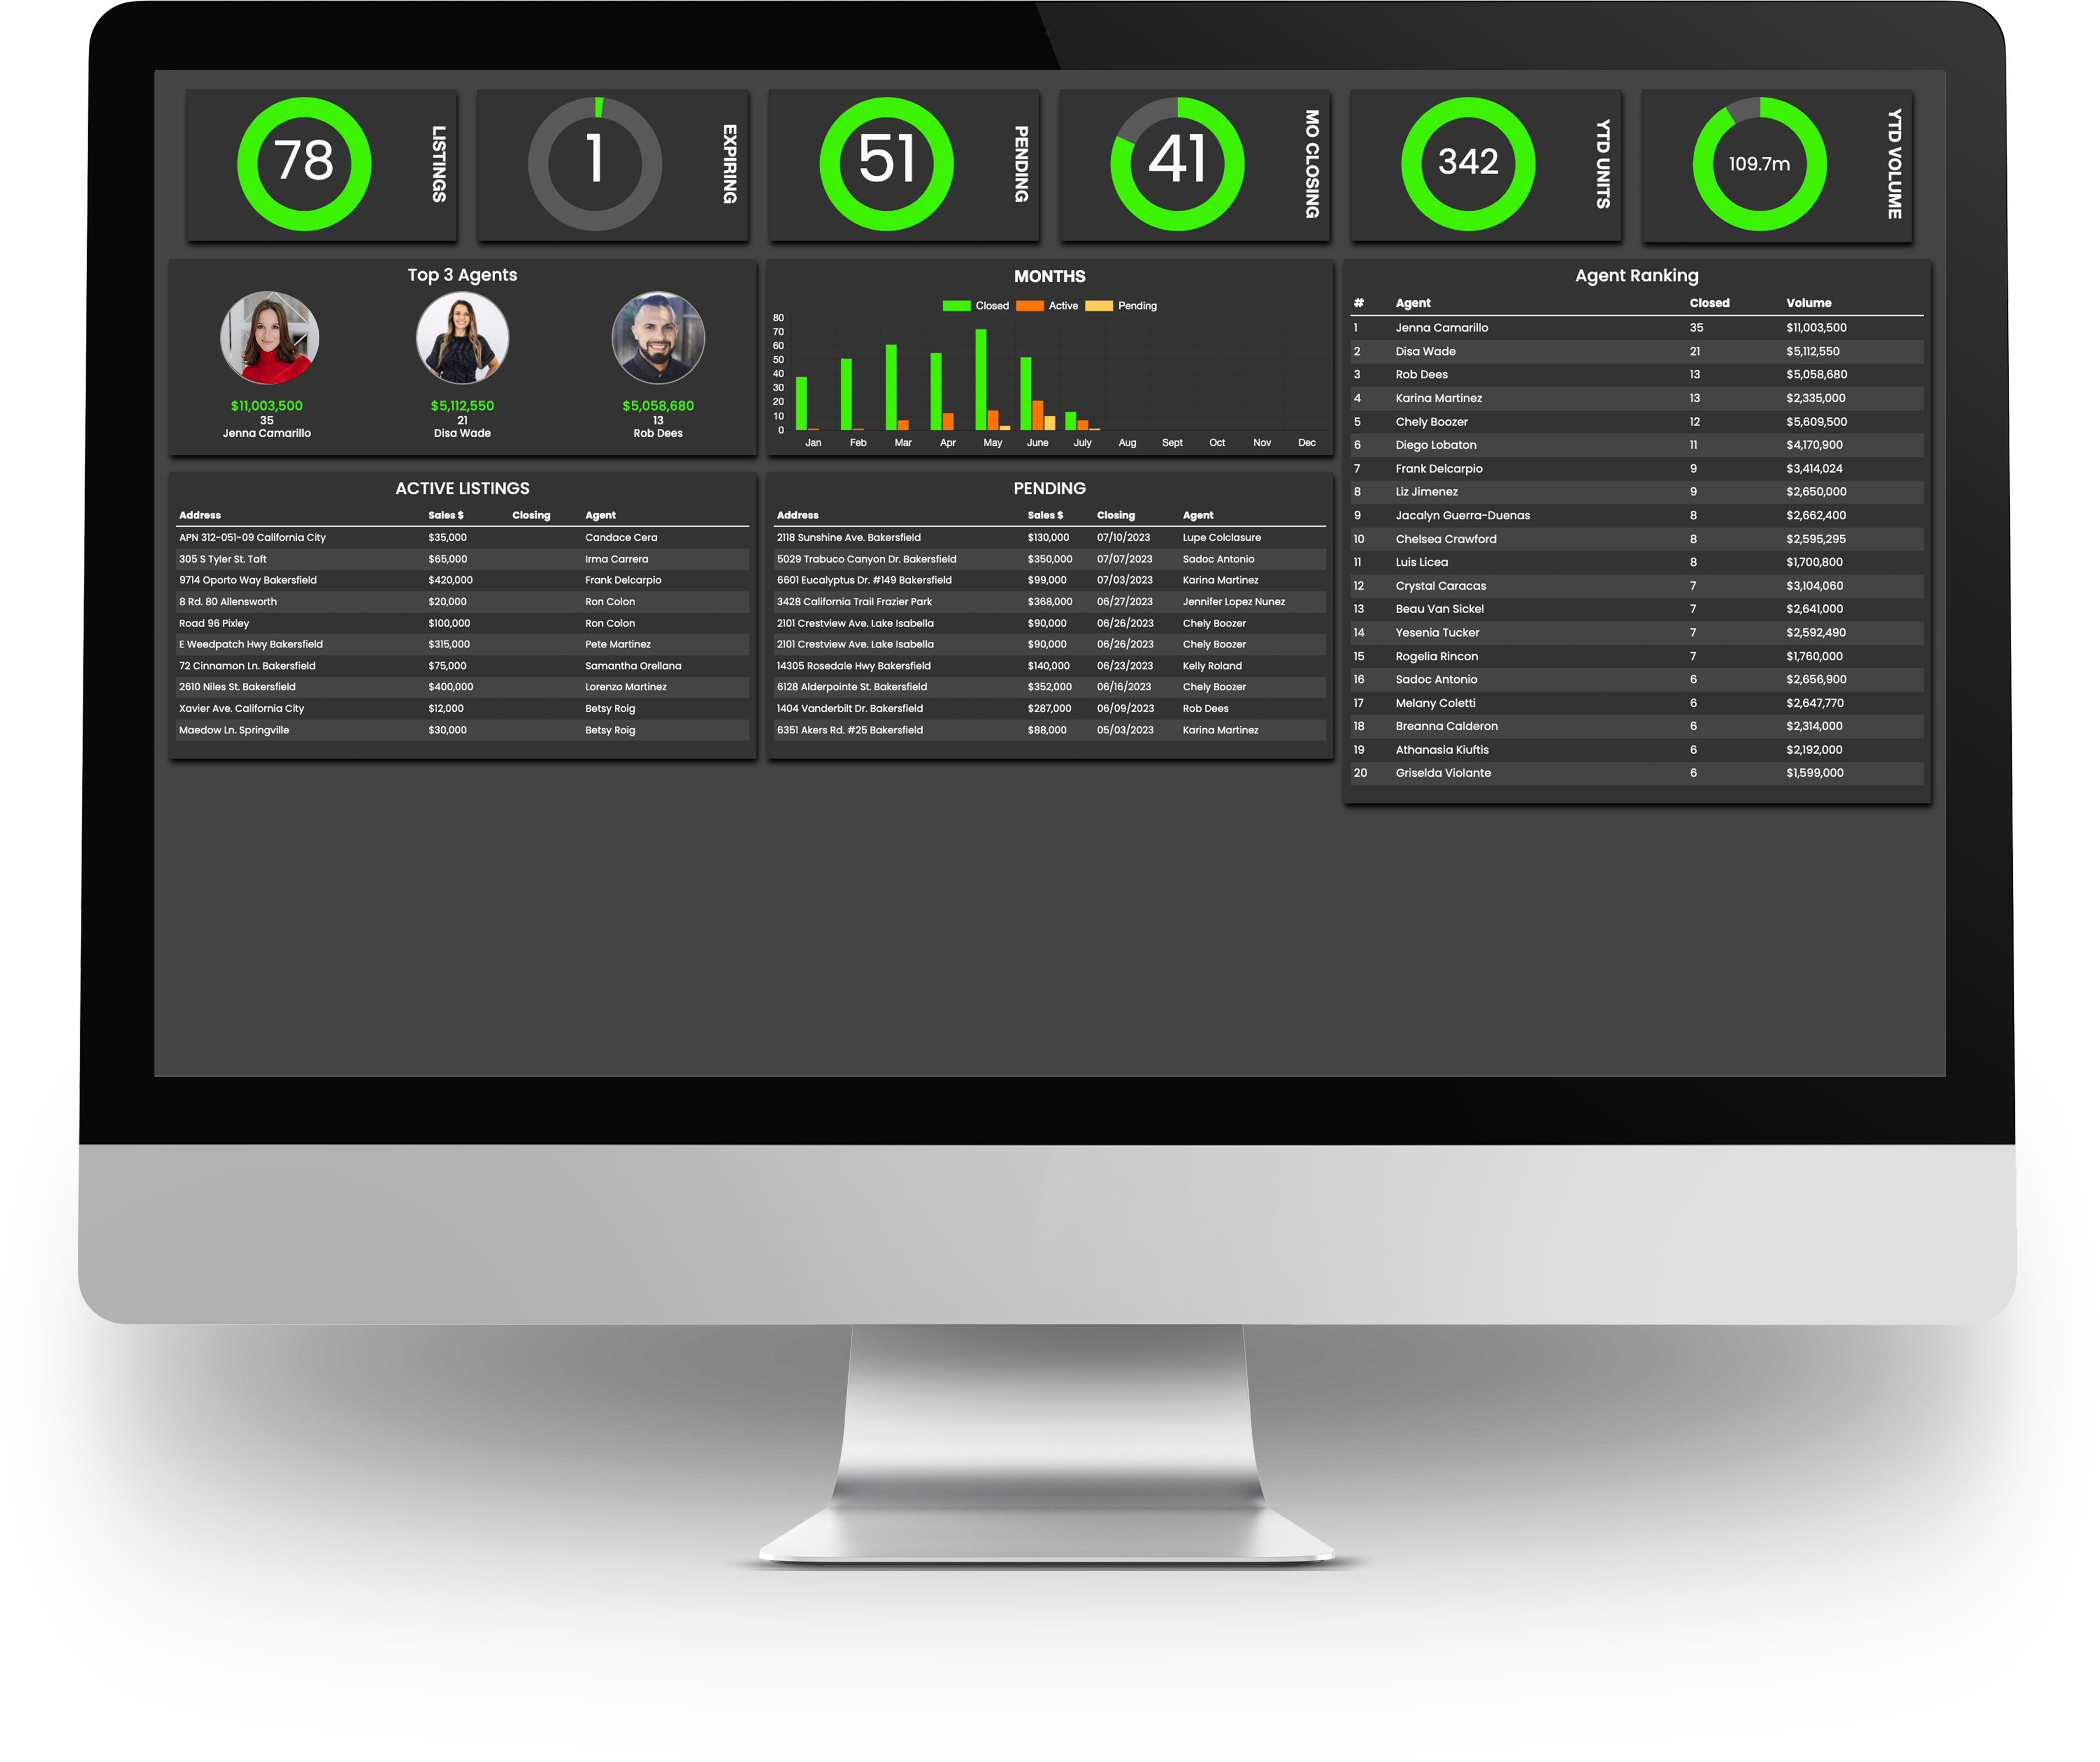 78 LISTINGS
1 EXPIRING
51 PENDING
41 MO CLOSING
342 YTD UNITS
109.7m YTD VOLUME
Top 3 Agents
$11,003,500
35
Jenna Camarillo
$5,112,550
21
Disa Wade
$5,058,680
13
Rob Dees
MONTHS
Closed Active Pending
80
70
60
50
40
30
20
10
0
Jan Feb Mar Apr May June July Aug Sept Oct Nov Dec
Agent Ranking
# Agent Closed Volume
1 Jenna Camarillo 35 $11,003,500
2 Disa Wade 21 $5,112,550
3 Rob Dees 13 $5,058,680
4 Karina Martinez 13 $2,335,000
5 Chely Boozer 12 $5,609,500
6 Diego Lobaton 11 $4,170,900
7 Frank Delcarpio 9 $3,414,024
8 Liz Jimenez 9 $2,650,000
9 Jacalyn Guerra-Duenas 8 $2,662,400
10 Chelsea Crawford 8 $2,595,295
11 Luis Licea 8 $1,700,800
12 Crystal Caracas 7 $3,104,060
13 Beau Van Sickel 7 $2,641,000
14 Yesenia Tucker 7 $2,592,490
15 Rogelia Rincon 7 $1,760,000
16 Sadoc Antonio 6 $2,656,900
17 Melany Coletti 6 $2,647,770
18 Breanna Calderon 6 $2,314,000
19 Athanasia Kiuftis 6 $2,192,000
20 Griselda Violante 6 $1,599,000
ACTIVE LISTINGS
Address Sales $ Closing Agent
APN 312-051-09 California City $35,000 Candace Cera
305 S Tyler St. Taft $65,000 Irma Carrera
9714 Oporto Way Bakersfield $420,000 Frank Delcarpio
8 Rd. 80 Allensworth $20,000 Ron Colon
Road 96 Pixley $100,000 Ron Colon
E Weedpatch Hwy Bakersfield $315,000 Pete Martinez
72 Cinnamon Ln. Bakersfield $75,000 Samantha Orellana
2610 Niles St. Bakersfield $400,000 Lorenzo Martinez
Xavier Ave. California City $12,000 Betsy Roig
Maedow Ln. Springville $30,000 Betsy Roig
PENDING
Address Sales $ Closing Agent
2118 Sunshine Ave. Bakersfield $130,000 07/10/2023 Lupe Colclasure
5029 Trabuco Canyon Dr. Bakersfield $350,000 07/07/2023 Sadoc Antonio
6601 Eucalyptus Dr. #149 Bakersfield $99,000 07/03/2023 Karina Martinez
3428 California Trail Frazier Park $368,000 06/27/2023 Jennifer Lopez Nunez
2101 Crestview Ave. Lake Isabella $90,000 06/26/2023 Chely Boozer
2101 Crestview Ave. Lake Isabella $90,000 06/26/2023 Chely Boozer
14305 Rosedale Hwy Bakersfield $140,000 06/23/2023 Kelly Roland
6128 Alderpointe St. Bakersfield $352,000 06/16/2023 Chely Boozer
1404 Vanderbilt Dr. Bakersfield $287,000 06/09/2023 Rob Dees
6351 Akers Rd. #25 Bakersfield $88,000 05/03/2023 Karina Martinez